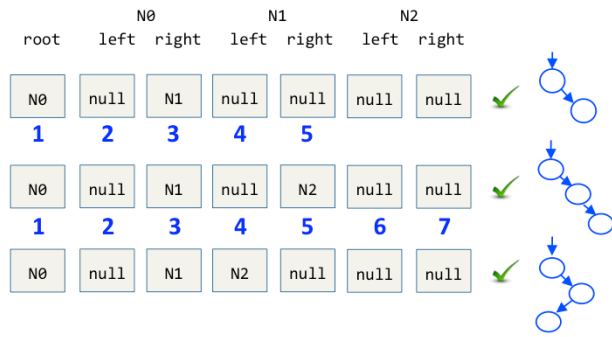 N0 N1 N2
root left right left right left right
N0 null N1 null null null null
1 2 3 4 5
N0 null N1 null N2 null null
1 2 3 4 5 6 7
N0 null N1 N2 null null null